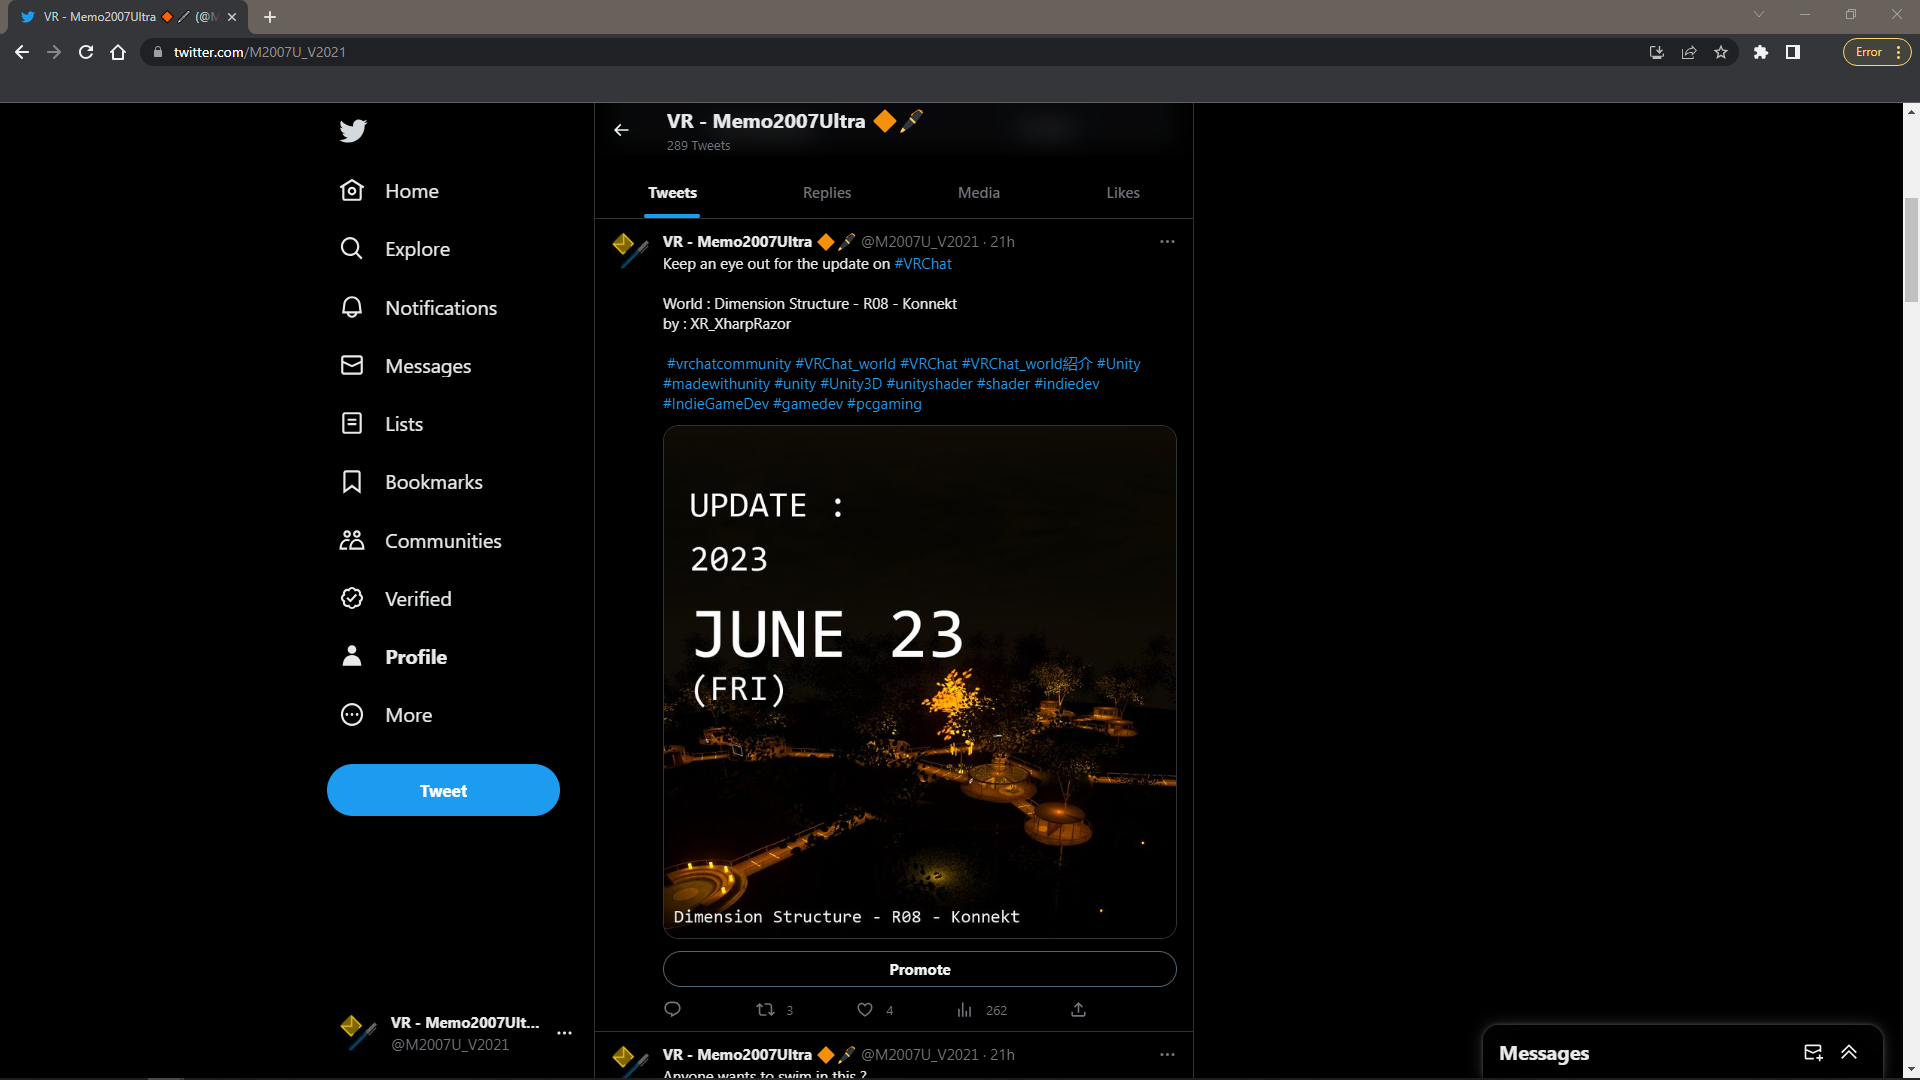 VR - Memo2007Ultra 🔶🖋 (@M
twitter.com/M2007U_V2021
Error
Home
Explore
Notifications
Messages
Lists
Bookmarks
Communities
Verified
Profile
More
Tweet
VR - Memo2007Ult...
@M2007U_V2021
VR - Memo2007Ultra 🔶🖋
289 Tweets
Tweets Replies Media Likes
VR - Memo2007Ultra 🔶🖋 @M2007U_V2021 · 21h
Keep an eye out for the update on #VRChat
World : Dimension Structure - R08 - Konnekt
by : XR_XharpRazor
#vrchatcommunity #VRChat_world #VRChat #VRChat_world紹介 #Unity
#madewithunity #unity #Unity3D #unityshader #shader #indiedev
#IndieGameDev #gamedev #pcgaming
UPDATE :
2023
JUNE 23
(FRI)
Dimension Structure - R08 - Konnekt
Promote
3 4 262
VR - Memo2007Ultra 🔶🖋 @M2007U_V2021 · 21h
Anyone wants to swim in this ?
Messages